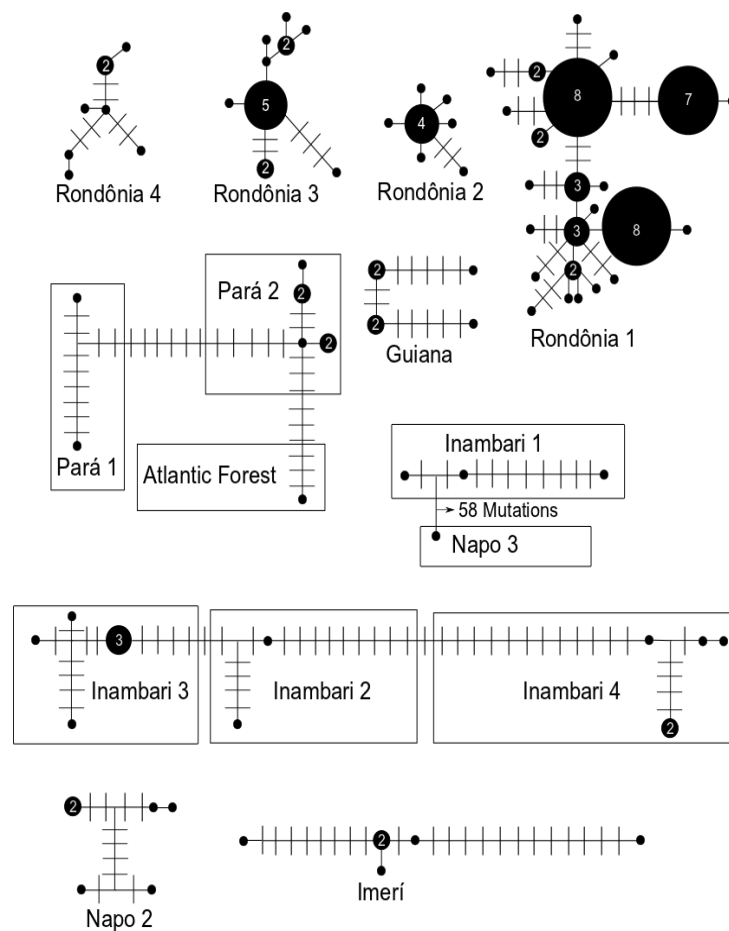 2
2
2
8
7
5
4
2
2
3
Rondônia 4
Rondônia 3
Rondônia 2
3
8
2
Pará 2
2
2
2
2
Guiana
Rondônia 1
Pará 1
Atlantic Forest
Inambari 1
58 Mutations
Napo 3
3
Inambari 3
Inambari 2
Inambari 4
2
2
2
Imerí
Napo 2